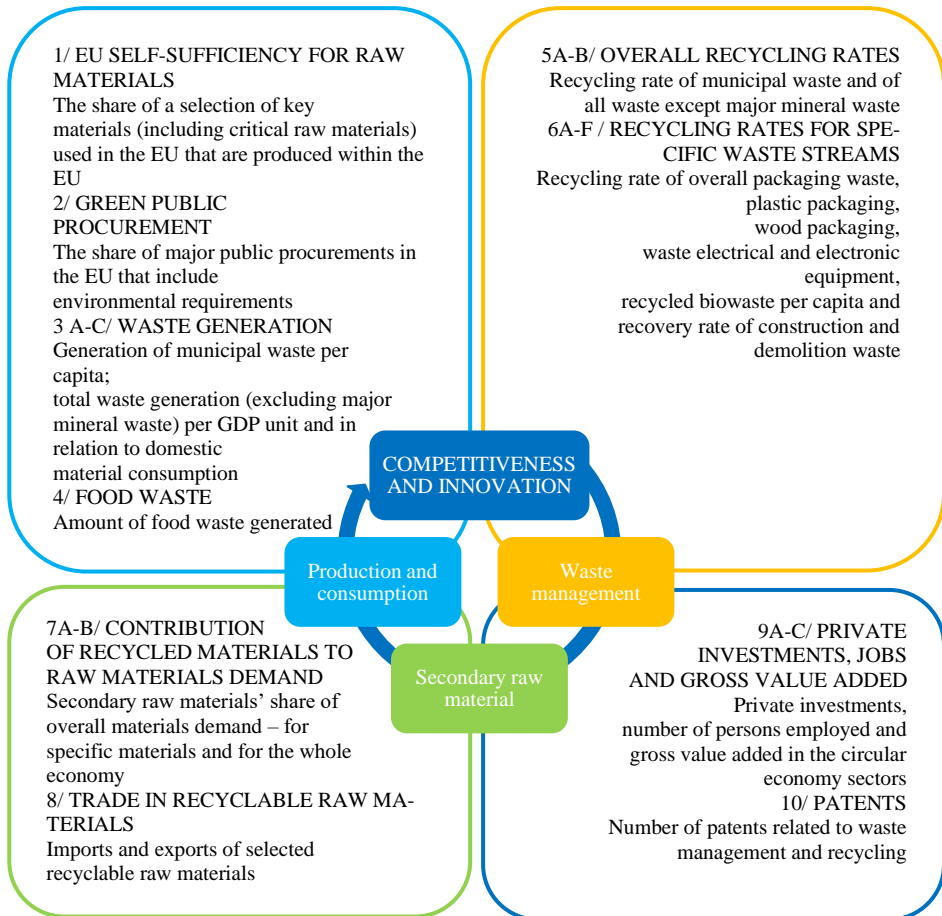 1/ EU SELF-SUFFICIENCY FOR RAW
MATERIALS
The share of a selection of key
materials (including critical raw materials)
used in the EU that are produced within the
EU
2/ GREEN PUBLIC
PROCUREMENT
The share of major public procurements in
the EU that include
environmental requirements
3 A-C/ WASTE GENERATION
Generation of municipal waste per
capita;
total waste generation (excluding major
mineral waste) per GDP unit and in
relation to domestic
material consumption
4/ FOOD WASTE
Amount of food waste generated
5A-B/ OVERALL RECYCLING RATES
Recycling rate of municipal waste and of
all waste except major mineral waste
6A-F / RECYCLING RATES FOR SPE-
CIFIC WASTE STREAMS
Recycling rate of overall packaging waste,
plastic packaging,
wood packaging,
waste electrical and electronic
equipment,
recycled biowaste per capita and
recovery rate of construction and
demolition waste
COMPETITIVENESS
AND INNOVATION
Production and
consumption
Waste
management
Secondary raw
material
7A-B/ CONTRIBUTION
OF RECYCLED MATERIALS TO
RAW MATERIALS DEMAND
Secondary raw materials’ share of
overall materials demand – for
specific materials and for the whole
economy
8/ TRADE IN RECYCLABLE RAW MA-
TERIALS
Imports and exports of selected
recyclable raw materials
9A-C/ PRIVATE
INVESTMENTS, JOBS
AND GROSS VALUE ADDED
Private investments,
number of persons employed and
gross value added in the circular
economy sectors
10/ PATENTS
Number of patents related to waste
management and recycling